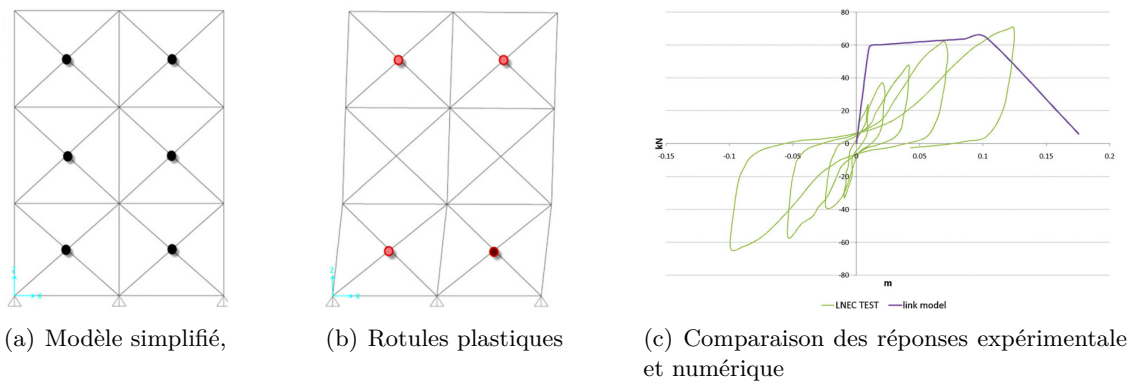 80
60
40
20
0
-20
-40
-60
-80
-0.15
-0.1
-0.05
0
0.05
0.1
0.15
0.2
kN
m
LNEC TEST
link model
(a) Modèle simplifié,
(b) Rotules plastiques
(c) Comparaison des réponses expérimentale
et numérique